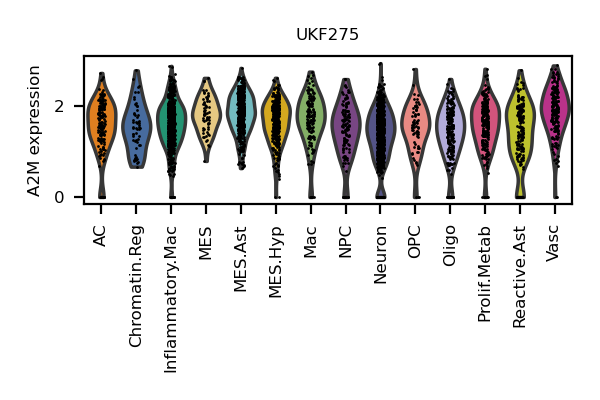 UKF275
A2M expression
2
0
AC
Chromatin.Reg
Inflammatory.Mac
MES
MES.Ast
MES.Hyp
Mac
NPC
Neuron
OPC
Oligo
Prolif.Metab
Reactive.Ast
Vasc